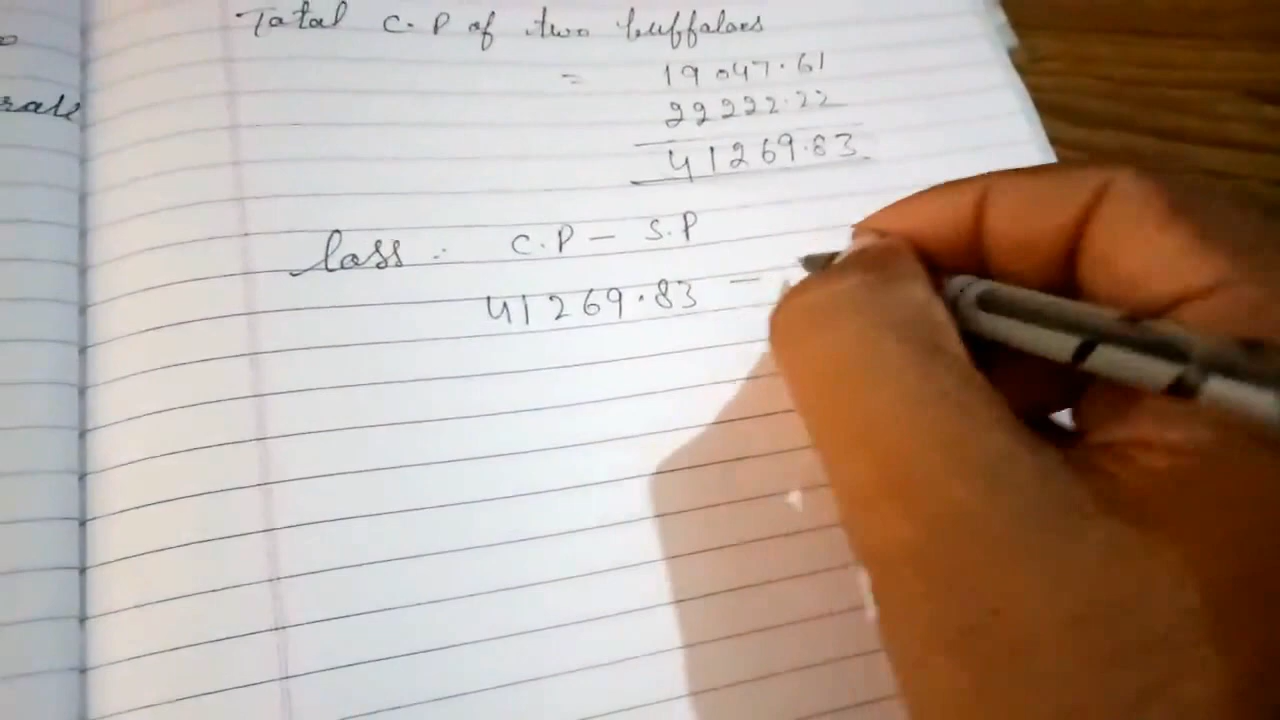 Total C.P of two buffaloes
= 19047.61
22222.22
41269.83
loss : C.P - S.P
41269.83 -